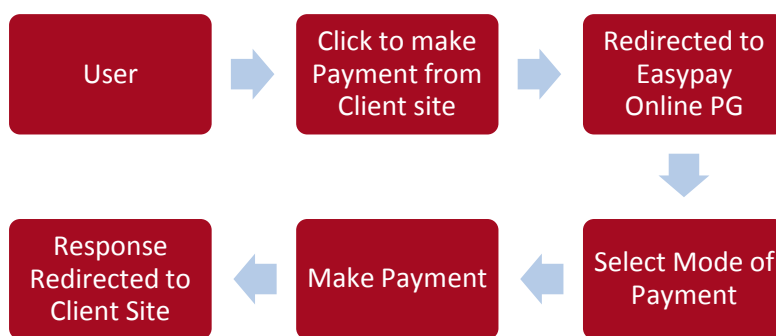 User
Click to make
Payment from
Client site
Redirected to
Easypay
Online PG
Select Mode of
Payment
Make Payment
Response
Redirected to
Client Site